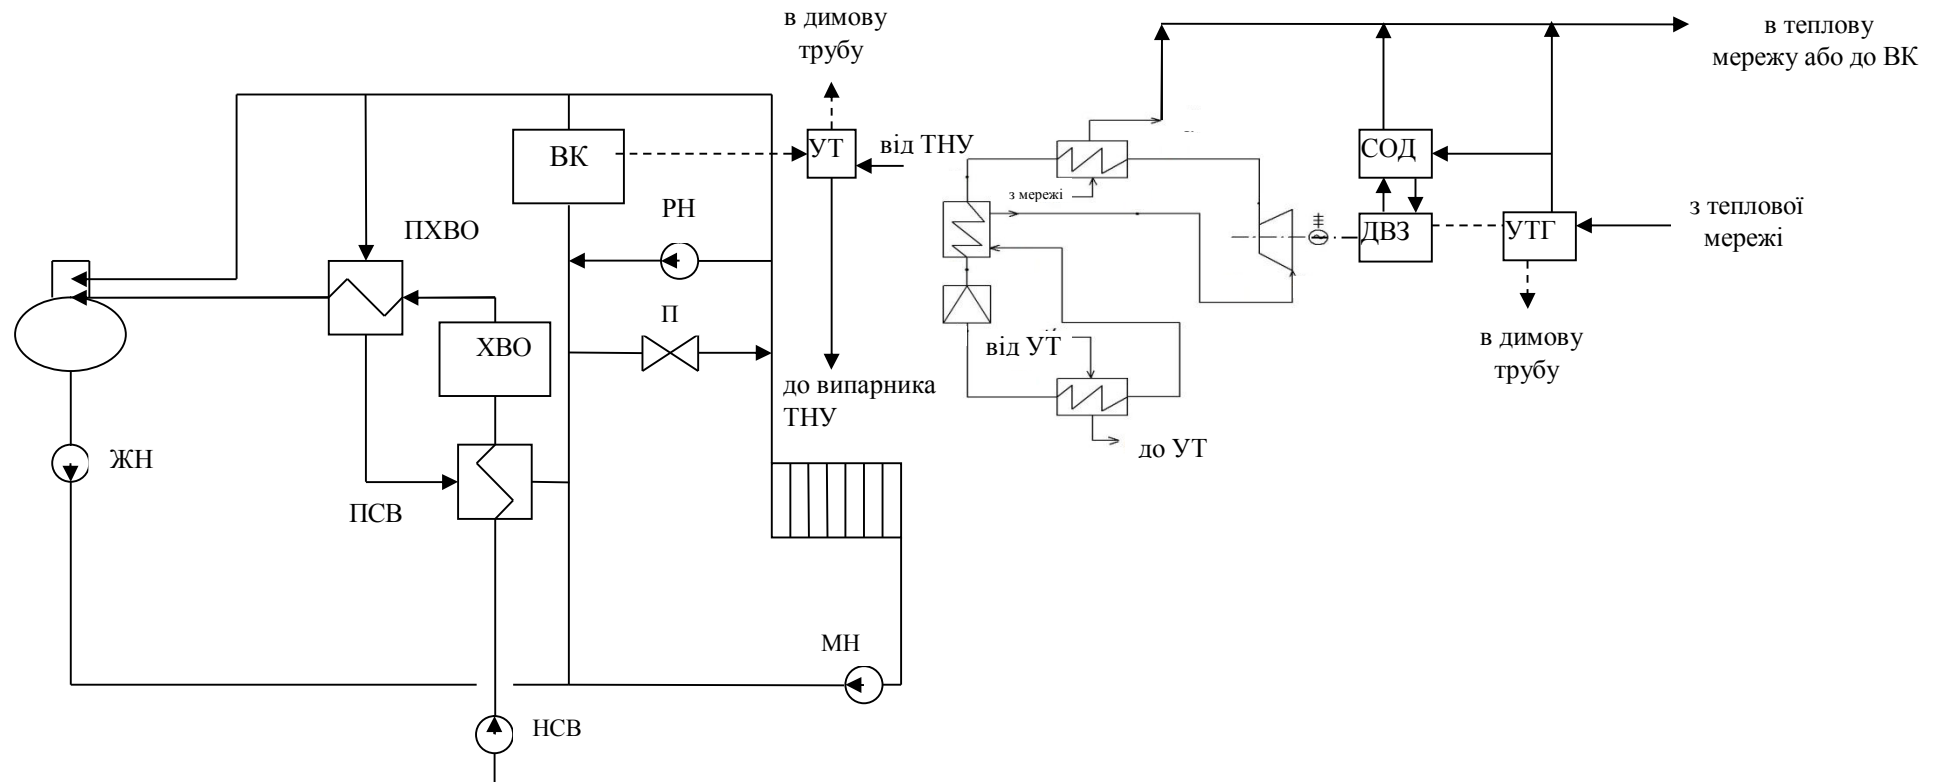 в димову
трубу
в теплову
мережу або до ВК
ВК
УТ
від ТНУ
СОД
з мережі
РН
ПХВО
ДВЗ
УТГ
з теплової
мережі
П
ХВО
від УТ
в димову
трубу
до випарника
ТНУ
до УТ
ЖН
ПСВ
МН
НСВ